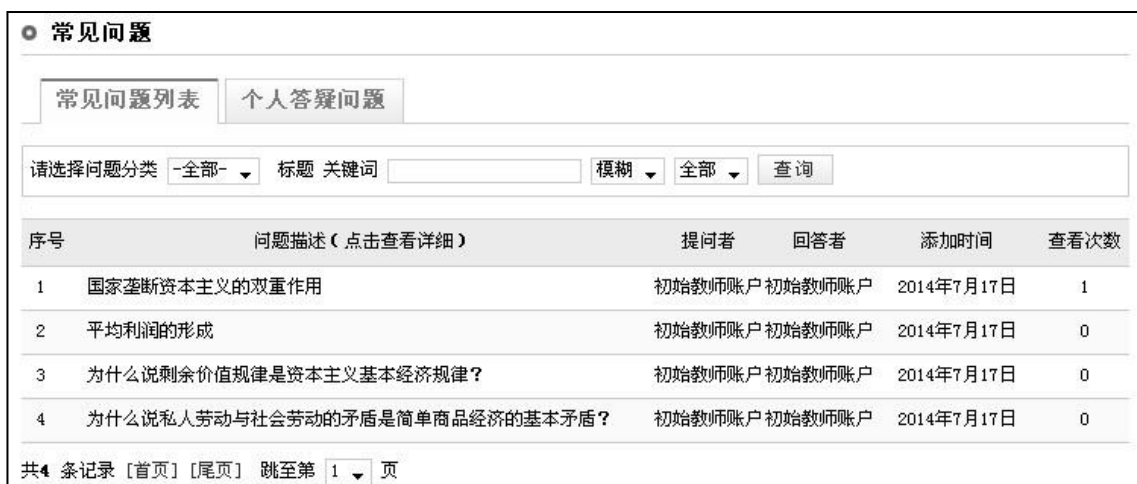 常见问题
常见问题列表 个人答疑问题
请选择问题分类 -全部- 标题 关键词 模糊 全部 查询
序号 问题描述(点击查看详细) 提问者 回答者 添加时间 查看次数
1 国家垄断资本主义的双重作用 初始教师账户 初始教师账户 2014年7月17日 1
2 平均利润的形成 初始教师账户 初始教师账户 2014年7月17日 0
3 为什么说剩余价值规律是资本主义基本经济规律? 初始教师账户 初始教师账户 2014年7月17日 0
4 为什么说私人劳动与社会劳动的矛盾是简单商品经济的基本矛盾? 初始教师账户 初始教师账户 2014年7月17日 0
共4 条记录 [首页] [尾页] 跳至第 1 页